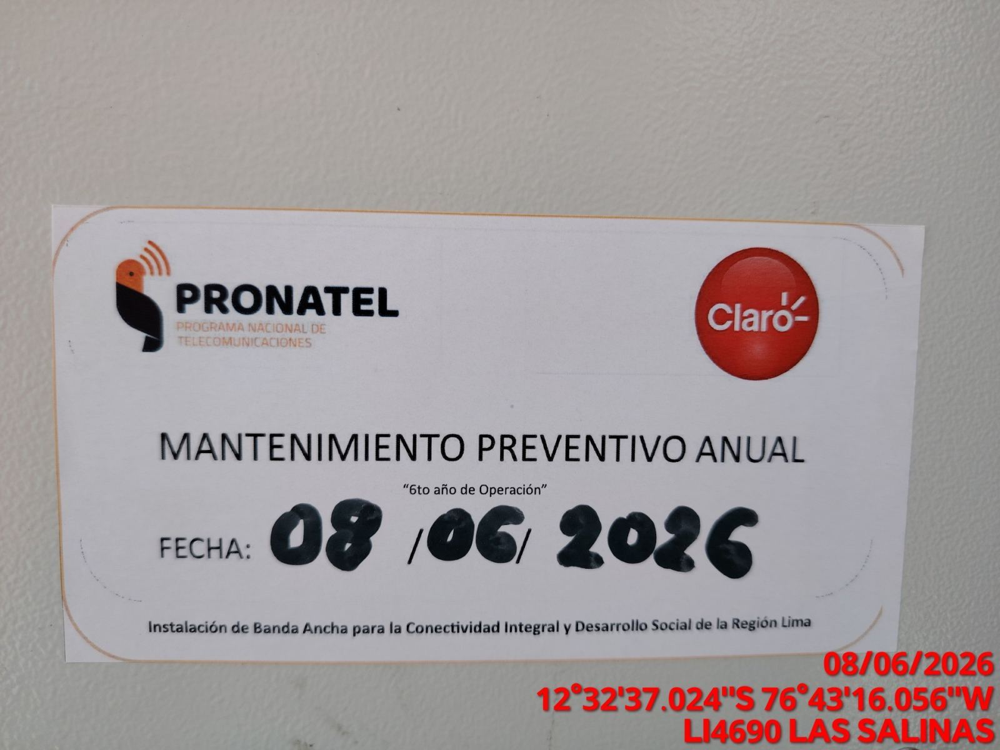 PRONATEL
PROGRAMA NACIONAL DE
TELECOMUNICACIONES
Claro
MANTENIMIENTO PREVENTIVO ANUAL
“6to año de Operación”
FECHA: 08/06/2026
Instalación de Banda Ancha para la Conectividad Integral y Desarrollo Social de la Región Lima
08/06/2026
12°32'37.024"S 76°43'16.056"W
LI4690 LAS SALINAS